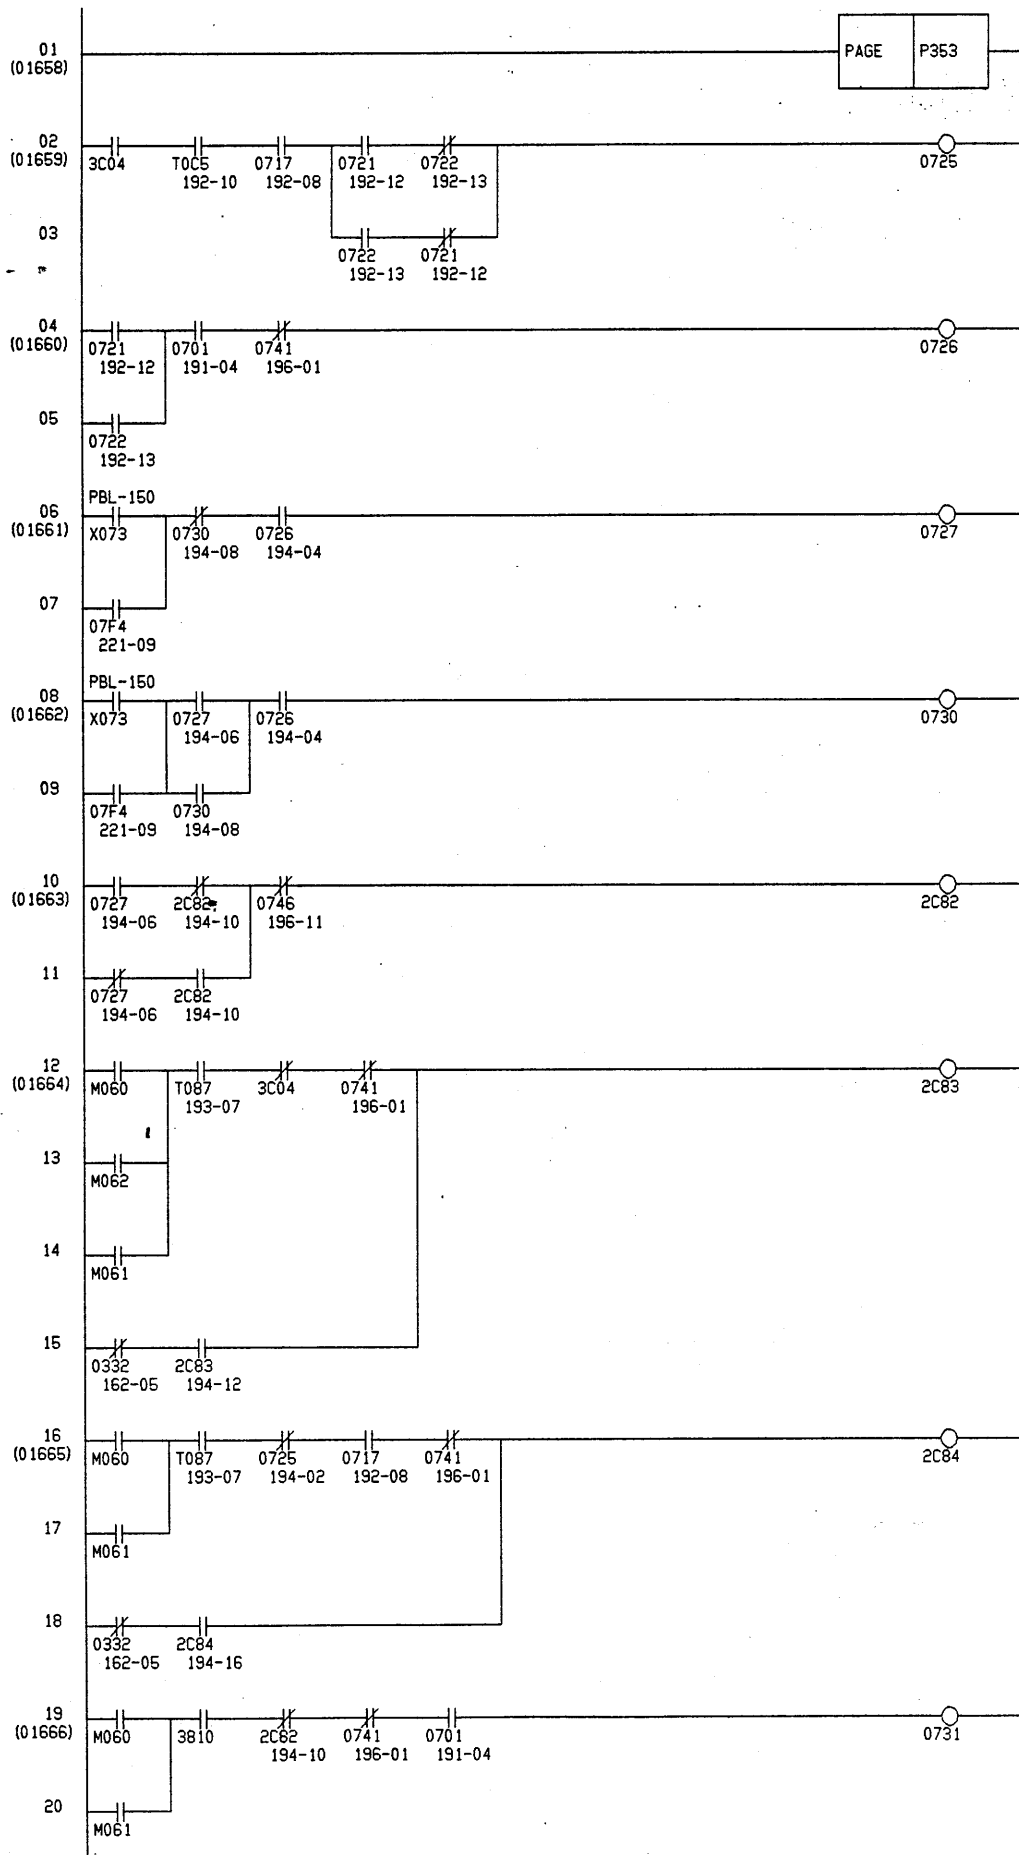 01
(01658)
PAGE P353
02
(01659)
3C04 T0C5 0717 0721 0722 0725
192-10 192-08 192-12 192-13
03
0722 0721
192-13 192-12
04
(01660)
0721 0701 0741 0726
192-12 191-04 196-01
05
0722
192-13
PBL-150
06
(01661)
X073 0730 0726 0727
194-08 194-04
07
07F4
221-09
PBL-150
08
(01662)
X073 0727 0726 0730
194-06 194-04
09
07F4 0730
221-09 194-08
10
(01663)
0727 2C82 0746 2C82
194-06 194-10 196-11
11
0727 2C82
194-06 194-10
12
(01664)
M060 T087 3C04 0741 2C83
193-07 196-01
13
M062
14
M061
15
0332 2C83
162-05 194-12
16
(01665)
M060 T087 0725 0717 0741 2C84
193-07 194-02 192-08 196-01
17
M061
18
0332 2C84
162-05 194-16
19
(01666)
M060 3810 2C82 0741 0701 0731
194-10 196-01 191-04
20
M061